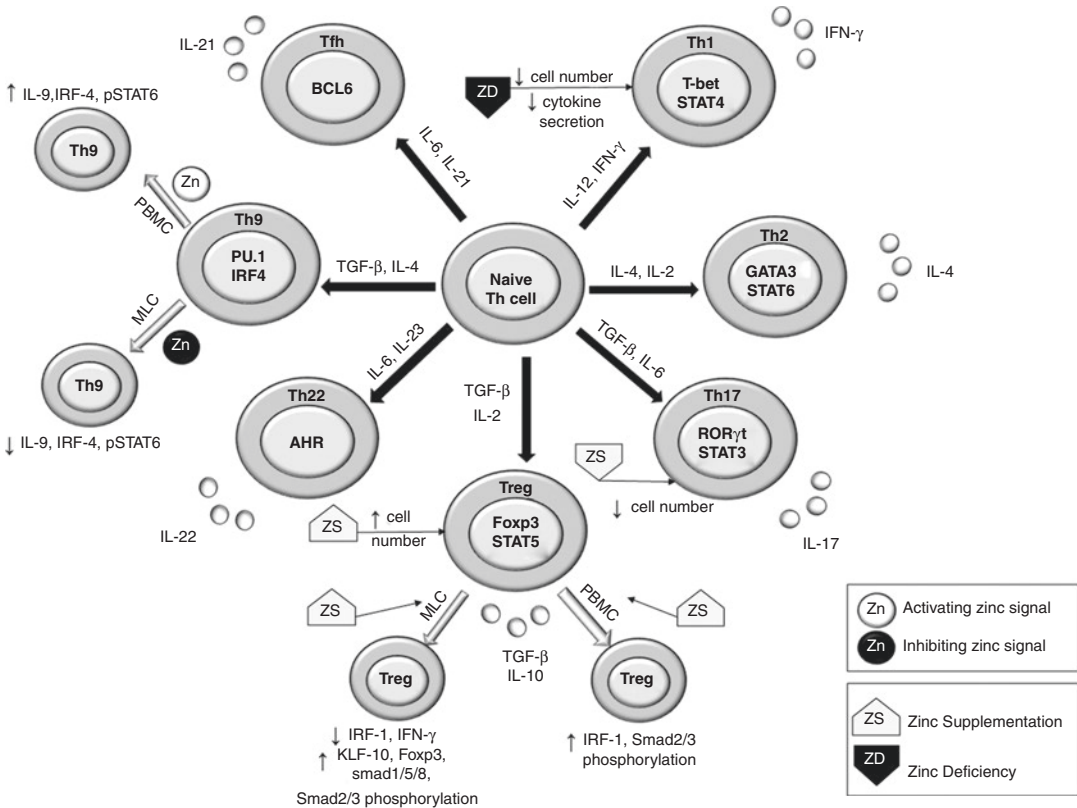 IL-21
Tfh
BCL6
Th1
T-bet
STAT4
IFN-γ
ZD
↓ cell number
↓ cytokine
secretion
↑ IL-9,IRF-4, pSTAT6
Th9
Zn
PBMC
IL-6, IL-21
IL-12, IFN-γ
Th9
PU.1
IRF4
TGF-β, IL-4
Naive
Th cell
IL-4, IL-2
Th2
GATA3
STAT6
IL-4
MLC
Zn
Th9
↓ IL-9, IRF-4, pSTAT6
IL-6, IL-23
TGF-β
IL-2
TGF-β, IL-6
Th22
AHR
IL-22
Th17
RORγt
STAT3
IL-17
ZS
↓ cell number
ZS
↑ cell
number
Treg
Foxp3
STAT5
ZS
MLC
TGF-β
IL-10
PBMC
ZS
Treg
↓ IRF-1, IFN-γ
↑ KLF-10, Foxp3,
smad1/5/8,
Smad2/3 phosphorylation
Treg
↑ IRF-1, Smad2/3
phosphorylation
Zn Activating zinc signal
Zn Inhibiting zinc signal
ZS Zinc Supplementation
ZD Zinc Deficiency